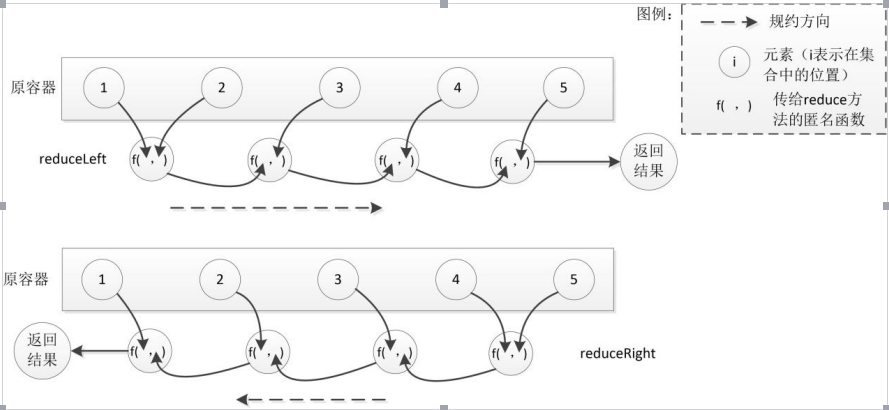 图例：
规约方向
i
元素（i表示在集
合中的位置）
f( ，)
传给reduce方
法的匿名函数
原容器
1 2 3 4 5
reduceLeft
f( ，) f( ，) f( ，) f( ，)
返回
结果
原容器
1 2 3 4 5
返回
结果
f( ，) f( ，) f( ，) f( ，)
reduceRight